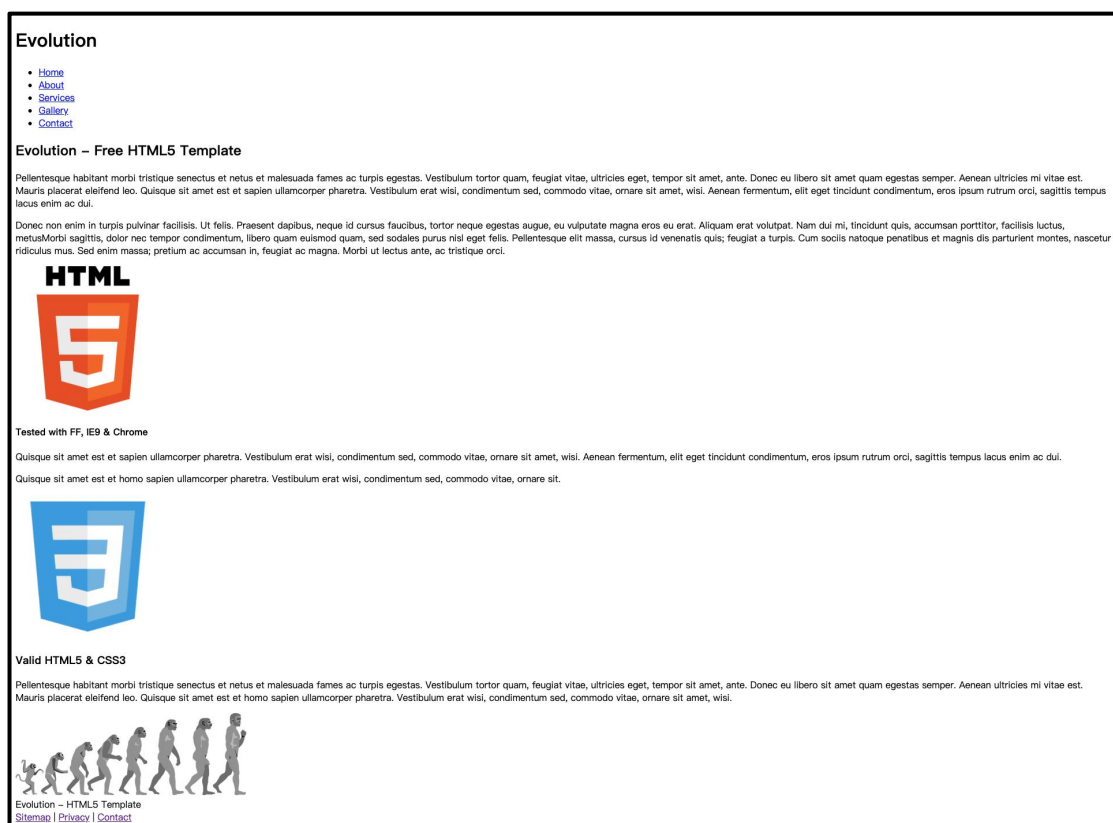 Evolution
Home
About
Services
Gallery
Contact
Evolution – Free HTML5 Template
Pellentesque habitant morbi tristique senectus et netus et malesuada fames ac turpis egestas. Vestibulum tortor quam, feugiat vitae, ultricies eget, tempor sit amet, ante. Donec eu libero sit amet quam egestas semper. Aenean ultricies mi vitae est.
Mauris placerat eleifend leo. Quisque sit amet est et sapien ullamcorper pharetra. Vestibulum erat wisi, condimentum sed, commodo vitae, ornare sit amet, wisi. Aenean fermentum, elit eget tincidunt condimentum, eros ipsum rutrum orci, sagittis tempus
lacus enim ac dui.
Donec non enim in turpis pulvinar facilisis. Ut felis. Praesent dapibus, neque id cursus faucibus, tortor neque egestas augue, eu vulputate magna eros eu erat. Aliquam erat volutpat. Nam dui mi, tincidunt quis, accumsan porttitor, facilisis luctus,
metusMorbi sagittis, dolor nec tempor condimentum, libero quam euismod quam, sed sodales purus nisl eget felis. Pellentesque elit massa, cursus id venenatis quis; feugiat a turpis. Cum sociis natoque penatibus et magnis dis parturient montes, nascetur
ridiculus mus. Sed enim massa; pretium ac accumsan in, feugiat ac magna. Morbi ut lectus ante, ac tristique orci.
HTML
5
Tested with FF, IE9 & Chrome
Quisque sit amet est et sapien ullamcorper pharetra. Vestibulum erat wisi, condimentum sed, commodo vitae, ornare sit amet, wisi. Aenean fermentum, elit eget tincidunt condimentum, eros ipsum rutrum orci, sagittis tempus lacus enim ac dui.
Quisque sit amet est et homo sapien ullamcorper pharetra. Vestibulum erat wisi, condimentum sed, commodo vitae, ornare sit.
3
Valid HTML5 & CSS3
Pellentesque habitant morbi tristique senectus et netus et malesuada fames ac turpis egestas. Vestibulum tortor quam, feugiat vitae, ultricies eget, tempor sit amet, ante. Donec eu libero sit amet quam egestas semper. Aenean ultricies mi vitae est.
Mauris placerat eleifend leo. Quisque sit amet est et homo sapien ullamcorper pharetra. Vestibulum erat wisi, condimentum sed, commodo vitae, ornare sit amet, wisi.
Evolution – HTML5 Template
Sitemap | Privacy | Contact